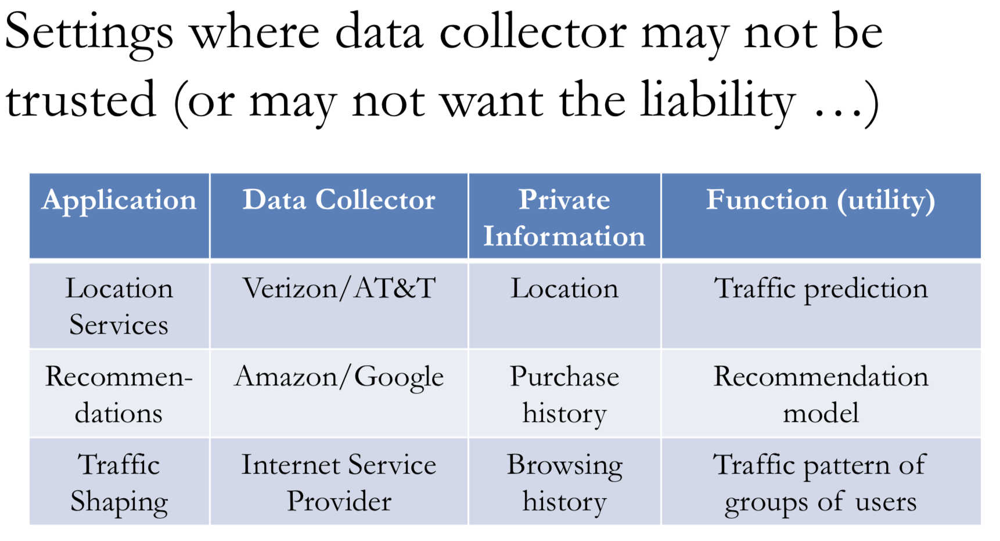 Settings where data collector may not be
trusted (or may not want the liability …)
Application Data Collector Private Information Function (utility)
Location Services Verizon/AT&T Location Traffic prediction
Recommen-dations Amazon/Google Purchase history Recommendation model
Traffic Shaping Internet Service Provider Browsing history Traffic pattern of groups of users